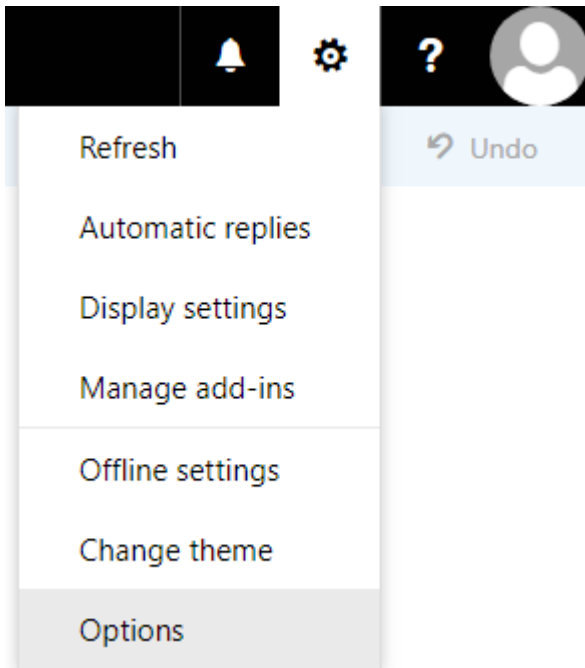 ?
Refresh
Undo
Automatic replies
Display settings
Manage add-ins
Offline settings
Change theme
Options